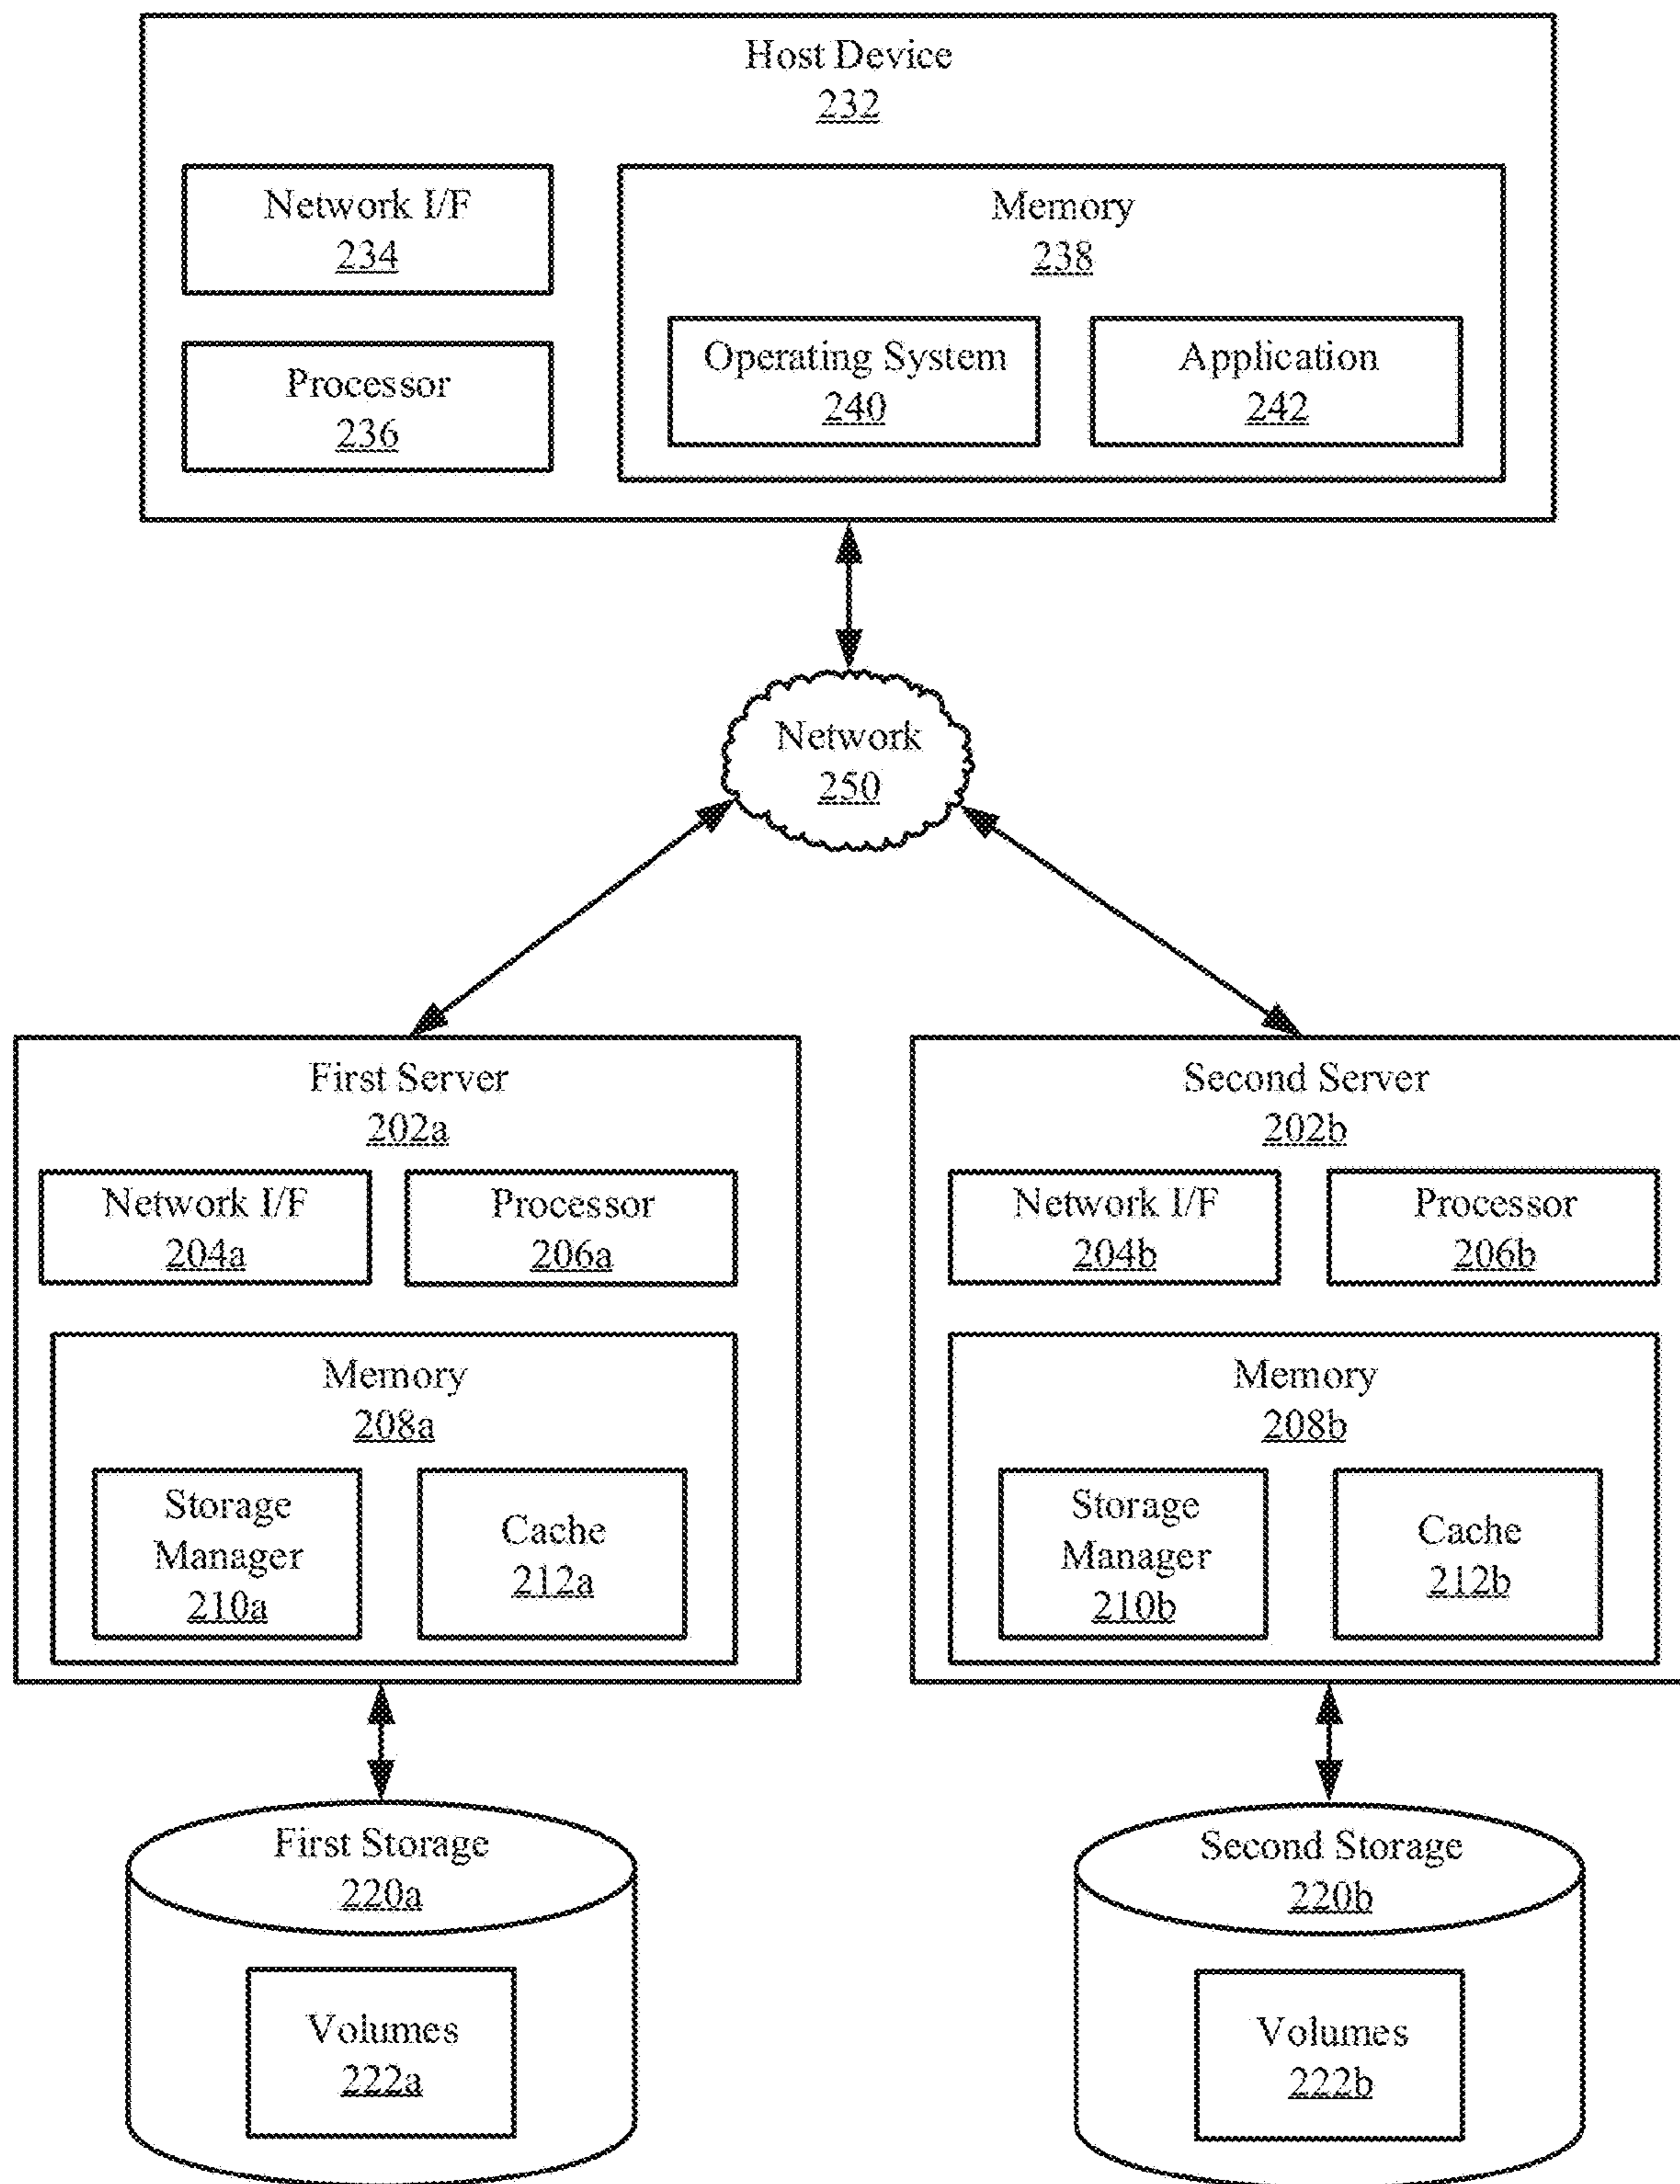 Host Device
232
Network I/F
234
Processor
236
Memory
238
Operating System
240
Application
242
Network
250
First Server
202a
Network I/F
204a
Processor
206a
Memory
208a
Storage
Manager
210a
Cache
212a
Second Server
202b
Network I/F
204b
Processor
206b
Memory
208b
Storage
Manager
210b
Cache
212b
First Storage
220a
Volumes
222a
Second Storage
220b
Volumes
222b